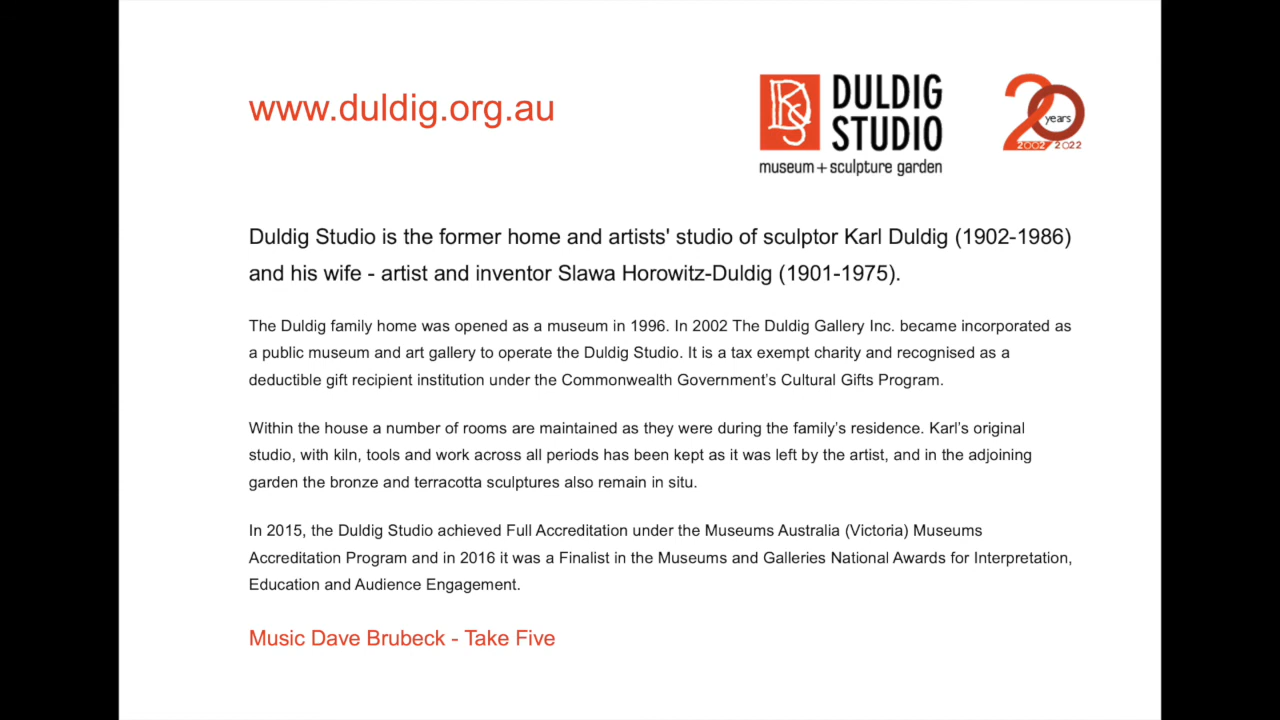 www.duldig.org.au
DULDIG
STUDIO
museum + sculpture garden
20
years
2002 2022
Duldig Studio is the former home and artists' studio of sculptor Karl Duldig (1902-1986)
and his wife - artist and inventor Slawa Horowitz-Duldig (1901-1975).
The Duldig family home was opened as a museum in 1996. In 2002 The Duldig Gallery Inc. became incorporated as
a public museum and art gallery to operate the Duldig Studio. It is a tax exempt charity and recognised as a
deductible gift recipient institution under the Commonwealth Government’s Cultural Gifts Program.
Within the house a number of rooms are maintained as they were during the family’s residence. Karl’s original
studio, with kiln, tools and work across all periods has been kept as it was left by the artist, and in the adjoining
garden the bronze and terracotta sculptures also remain in situ.
In 2015, the Duldig Studio achieved Full Accreditation under the Museums Australia (Victoria) Museums
Accreditation Program and in 2016 it was a Finalist in the Museums and Galleries National Awards for Interpretation,
Education and Audience Engagement.
Music Dave Brubeck - Take Five